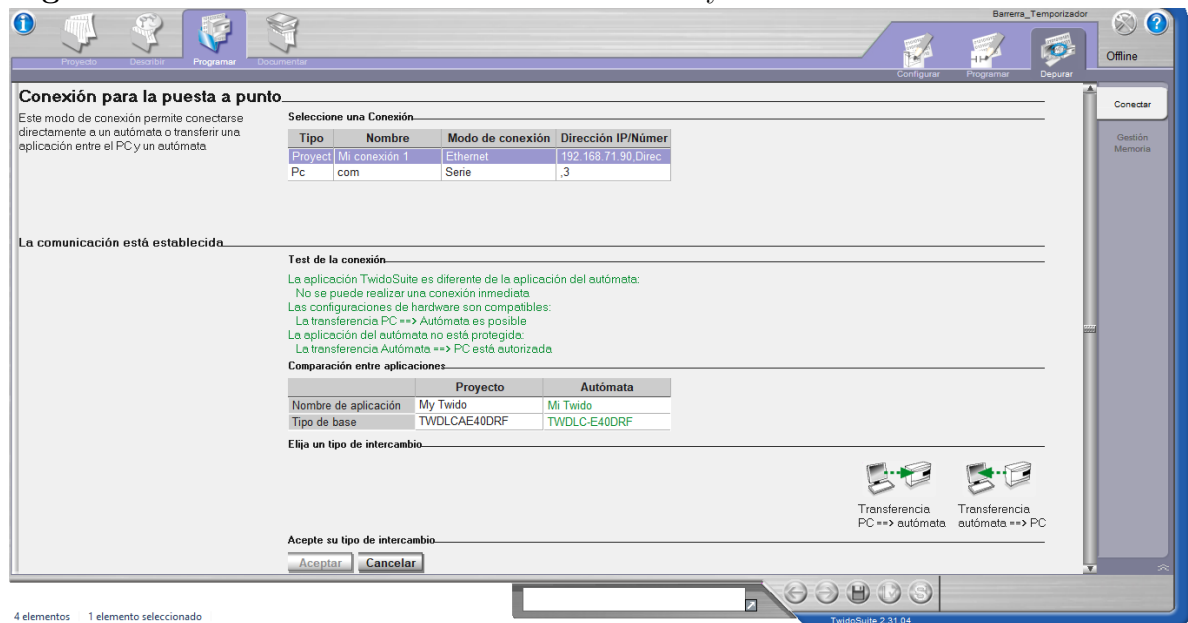 Barrera_Temporizador
Proyecto Describir Programar Documentar
Configurar Programar Depurar
Offline
Conexión para la puesta a punto
Este modo de conexión permite conectarse
directamente a un autómata o transferir una
aplicación entre el PC y un autómata
Seleccione una Conexión
Tipo Nombre Modo de conexión Dirección IP/Númer
Proyect Mi conexión 1 Ethernet 192.168.71.90,Direc
Pc com Serie ,3
Conectar
Gestión
Memoria
La comunicación está establecida
Test de la conexión
La aplicación TwidoSuite es diferente de la aplicación del autómata:
No se puede realizar una conexión inmediata
Las configuraciones de hardware son compatibles:
La transferencia PC ==> Autómata es posible
La aplicación del autómata no está protegida:
La transferencia Autómata ==> PC está autorizada
Comparación entre aplicaciones
Proyecto Autómata
Nombre de aplicación My Twido Mi Twido
Tipo de base TWDLCAE40DRF TWDLC-E40DRF
Elija un tipo de intercambio
Transferencia
PC ==> autómata
Transferencia
autómata ==> PC
Acepte su tipo de intercambio
Aceptar Cancelar
4 elementos 1 elemento seleccionado
TwidoSuite 2.31.04